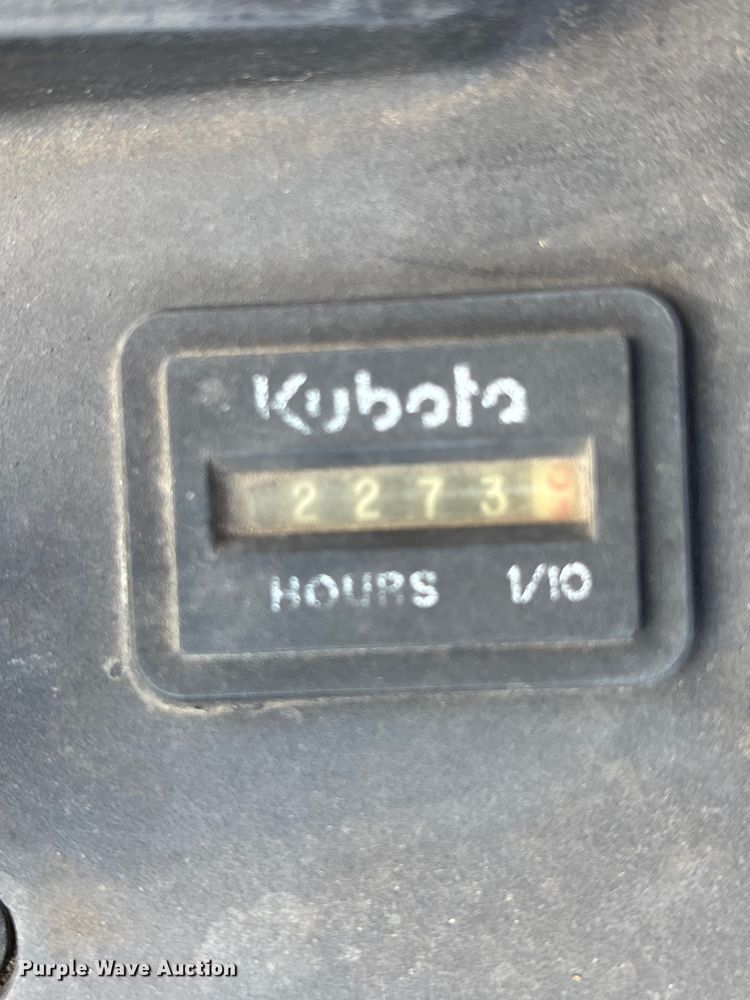 Kubota
2273
HOURS 1/10
Purple Wave Auction